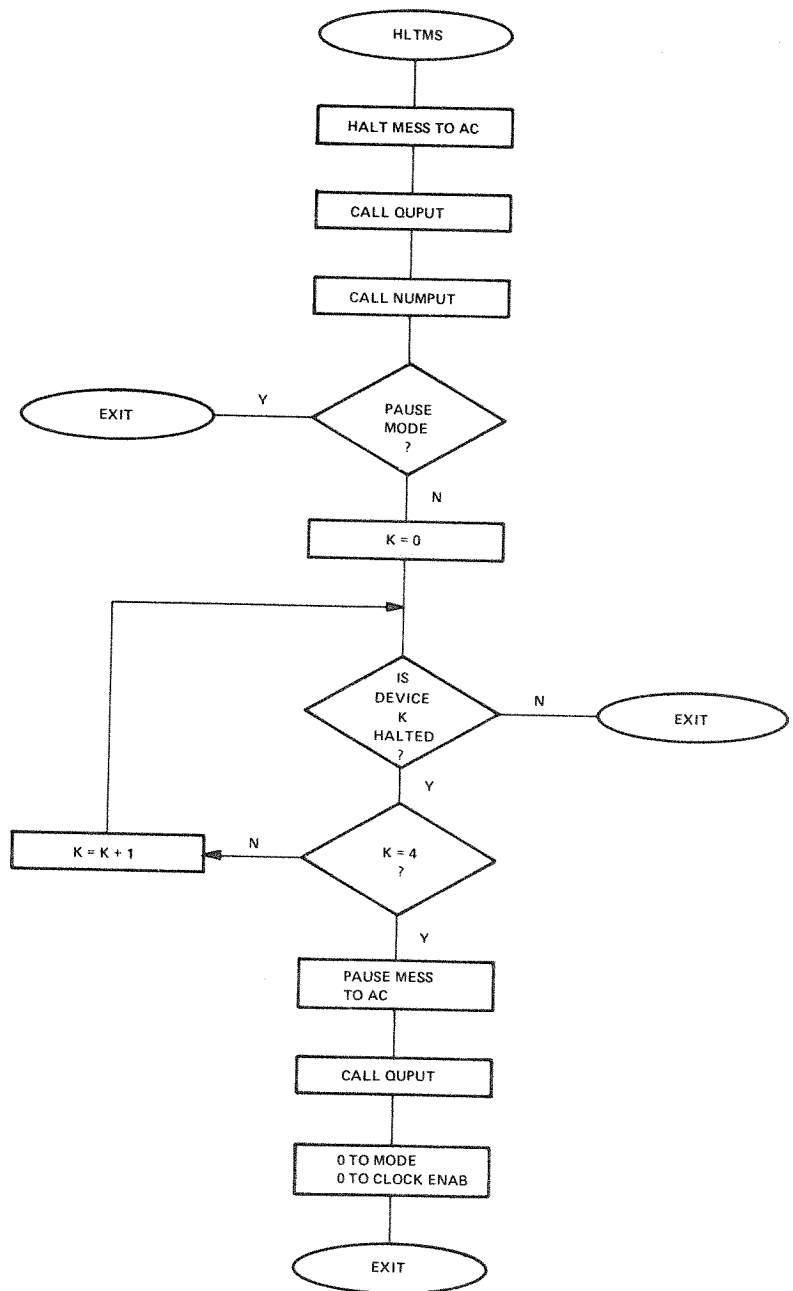 HLTMS
HALT MESS TO AC
CALL QUPUT
CALL NUMPUT
Y
EXIT
PAUSE
MODE
?
N
K = 0
IS
DEVICE
K
HALTED
?
N
EXIT
Y
K = K + 1
N
K = 4
?
Y
PAUSE MESS
TO AC
CALL QUPUT
0 TO MODE
0 TO CLOCK ENAB
EXIT